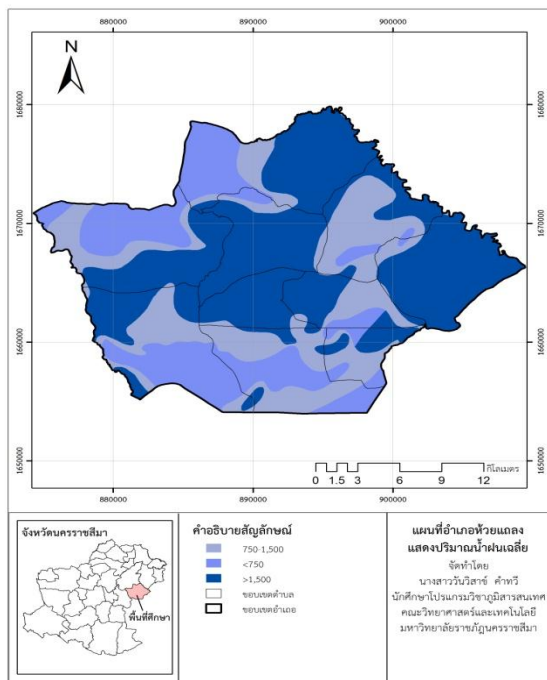 880000
890000
900000
N
1680000
1680000
1670000
1670000
1660000
1660000
1650000
1650000
กิโลเมตร
0 1.5 3 6 9 12
880000
890000
900000
จังหวัดนครราชสีมา
พื้นที่ศึกษา
คำอธิบายสัญลักษณ์
750-1,500
<750
>1,500
ขอบเขตตำบล
ขอบเขตอำเภอ
แผนที่อำเภอห้วยแถลง
แสดงปริมาณน้ำฝนเฉลี่ย
จัดทำโดย
นางสาววันวิสาข์ คำทวี
นักศึกษาโปรแกรมวิชาภูมิสารสนเทศ
คณะวิทยาศาสตร์และเทคโนโลยี
มหาวิทยาลัยราชภัฏนครราชสีมา